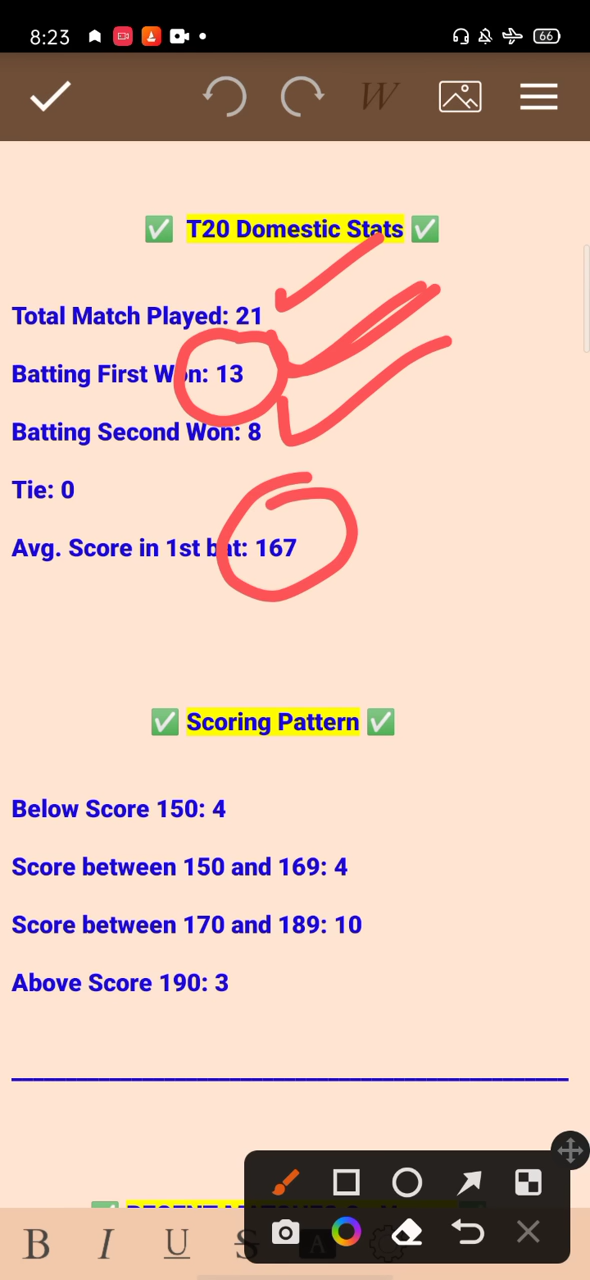 8:23
66
W
✅ T20 Domestic Stats ✅
Total Match Played: 21
Batting First Won: 13
Batting Second Won: 8
Tie: 0
Avg. Score in 1st bat: 167
✅ Scoring Pattern ✅
Below Score 150: 4
Score between 150 and 169: 4
Score between 170 and 189: 10
Above Score 190: 3
B I U S A